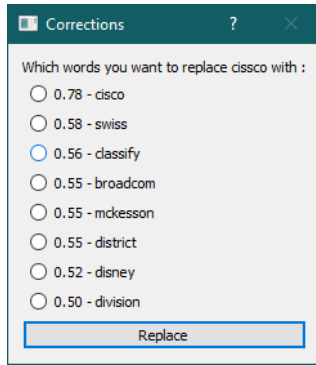 Corrections ?
Which words you want to replace cissco with :
0.78 - cisco
0.58 - swiss
0.56 - classify
0.55 - broadcom
0.55 - mckesson
0.55 - district
0.52 - disney
0.50 - division
Replace